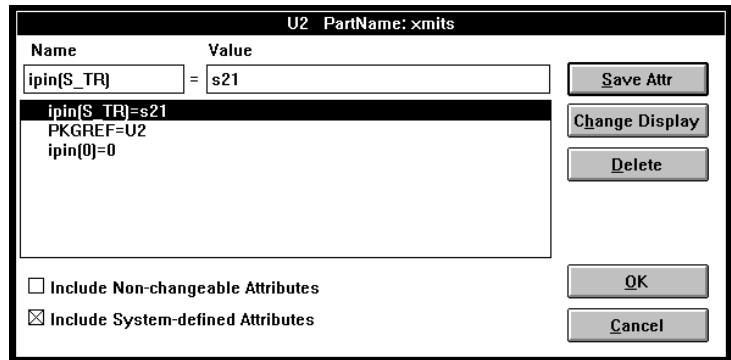 U2 PartName: xmits
Name Value
ipin(S_TR) = s21
Save Attr
ipin(S_TR)=s21
PKGREF=U2
ipin(0)=0
Change Display
Delete
Include Non-changeable Attributes
Include System-defined Attributes
OK
Cancel